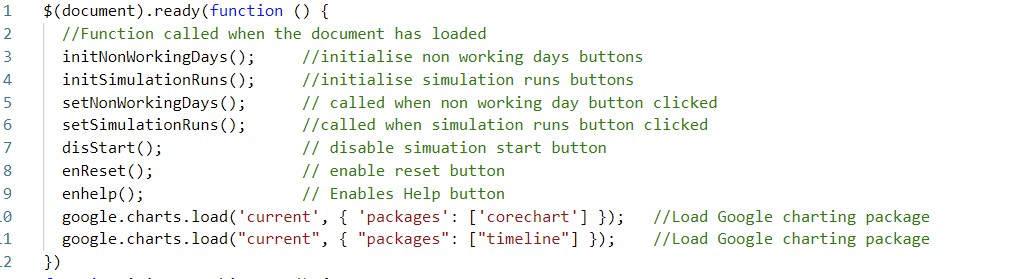 1 $(document).ready(function () {
2 //Function called when the document has loaded
3 initNonWorkingDays(); //initialise non working days buttons
4 initSimulationRuns(); //initialise simulation runs buttons
5 setNonWorkingDays(); // called when non working day button clicked
6 setSimulationRuns(); //called when simulation runs button clicked
7 disStart(); // disable simuation start button
8 enReset(); // enable reset button
9 enhelp(); // Enables Help button
0 google.charts.load('current', { 'packages': ['corechart'] }); //Load Google charting package
1 google.charts.load("current", { "packages": ["timeline"] }); //Load Google charting package
2 })